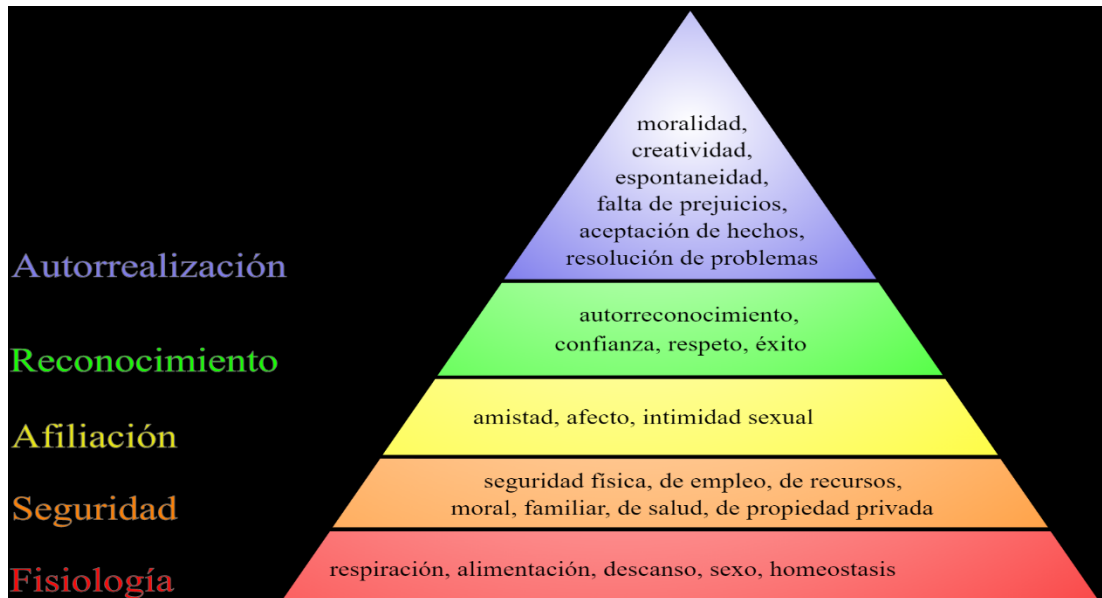 moralidad,
creatividad,
espontaneidad,
falta de prejuicios,
aceptación de hechos,
resolución de problemas
Autorrealización
autorreconocimiento,
confianza, respeto, éxito
Reconocimiento
amistad, afecto, intimidad sexual
Afiliación
seguridad física, de empleo, de recursos,
moral, familiar, de salud, de propiedad privada
Seguridad
respiración, alimentación, descanso, sexo, homeostasis
Fisiología